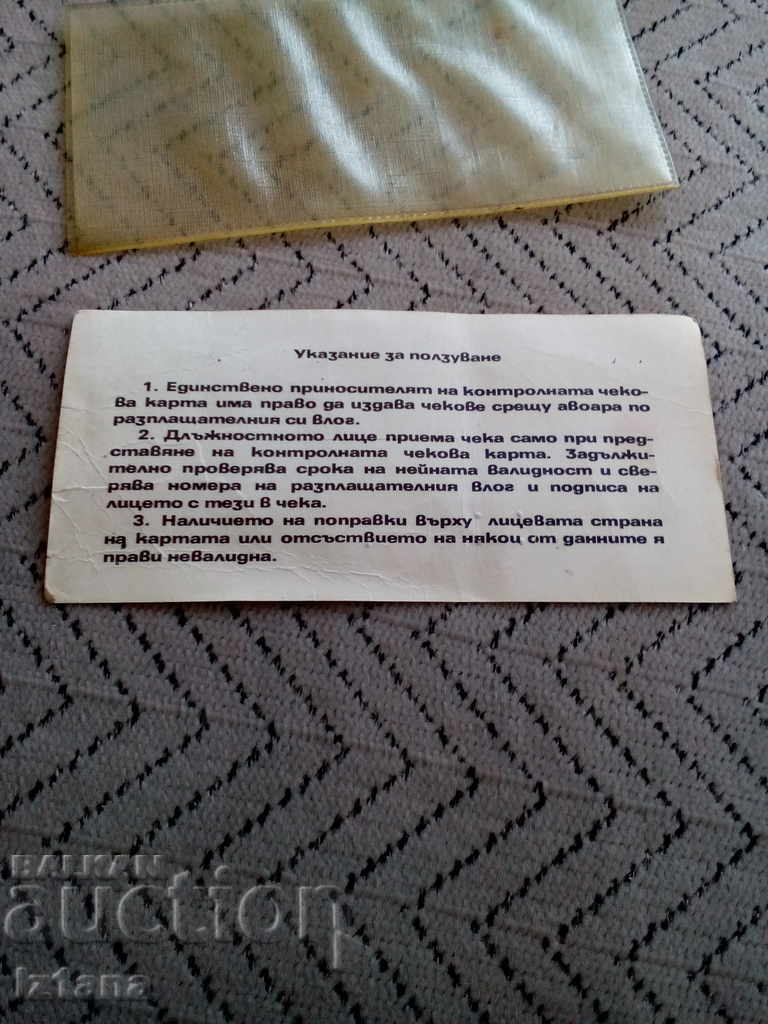 Указание за ползуване
1. Единствено приносителят на контролната чеко-
ва карта има право да издава чекове срещу авоара по
разплащателния си влог.
2. Длъжностното лице приема чека само при пред-
ставяне на контролната чекова карта. Задължи-
телно проверява срока на нейната валидност и све-
рява номера на разплащателния влог и подписа на
лицето с тези в чека.
3. Наличието на поправки върху лицевата страна
на картата или отсъствието на някои от данните я
прави невалидна.
BALKAN
auction
Iztana